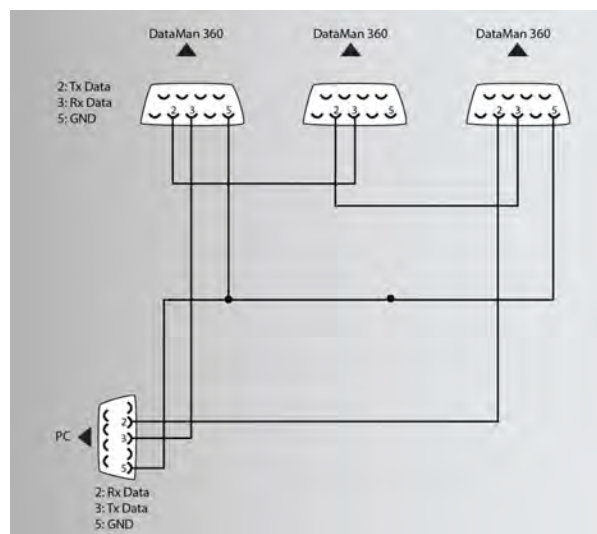 DataMan 360 DataMan 360 DataMan 360
2: Tx Data
3: Rx Data
5: GND
2 3 5 2 3 5 2 3 5
PC
2
3
5
2: Rx Data
3: Tx Data
5: GND